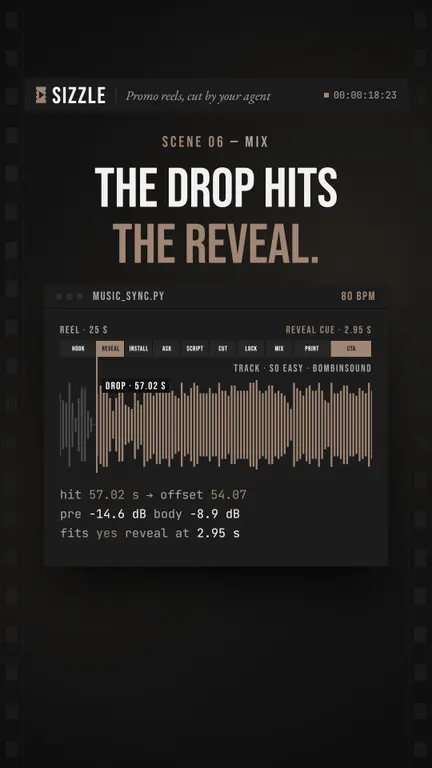 SIZZLE
Promo reels, cut by your agent
00:00:18:23
SCENE 06 — MIX
THE DROP HITS
THE REVEAL.
MUSIC_SYNC.PY
80 BPM
REEL · 25 S
REVEAL CUE · 2.95 S
HOOK REVEAL INSTALL ASK SCRIPT CUT LOCK MIX PRINT CTA
TRACK · SO EASY · BOMBINSOUND
DROP · 57.02 S
hit 57.02 s → offset 54.07
pre -14.6 dB body -8.9 dB
fits yes reveal at 2.95 s